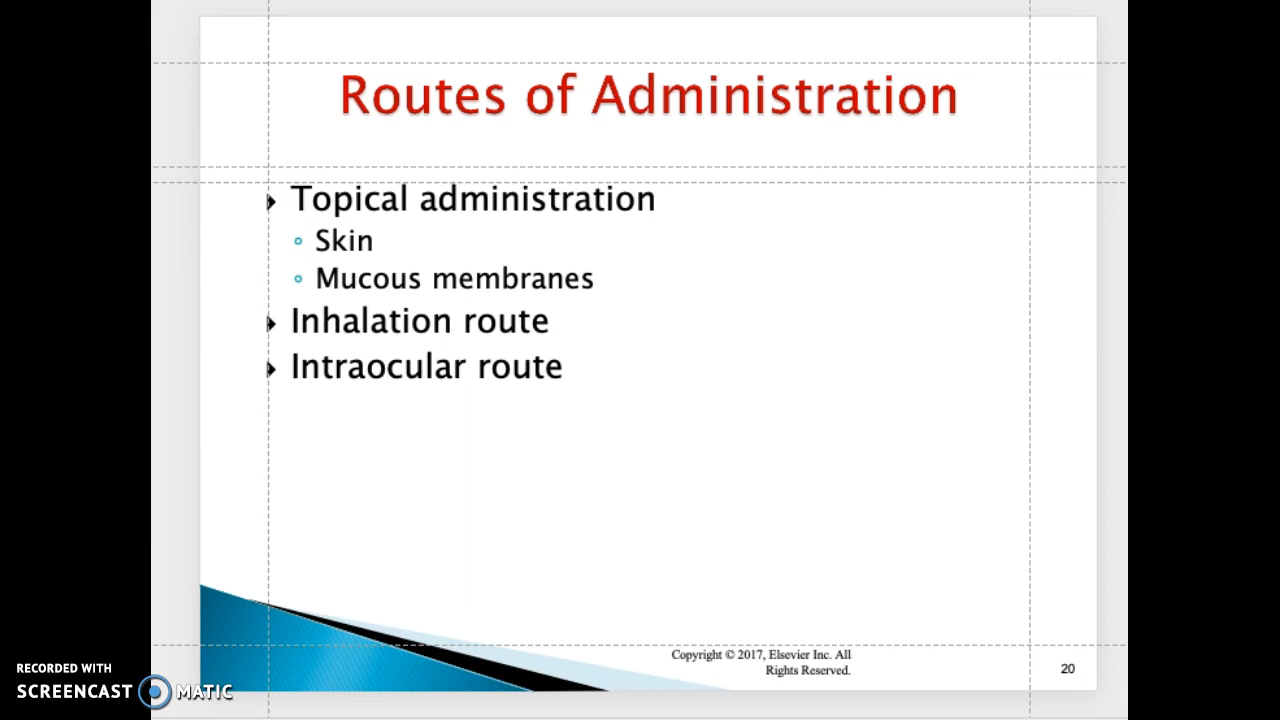 Routes of Administration
Topical administration
Skin
Mucous membranes
Inhalation route
Intraocular route
Copyright © 2017, Elsevier Inc. All
Rights Reserved.
20
RECORDED WITH
SCREENCAST MATIC